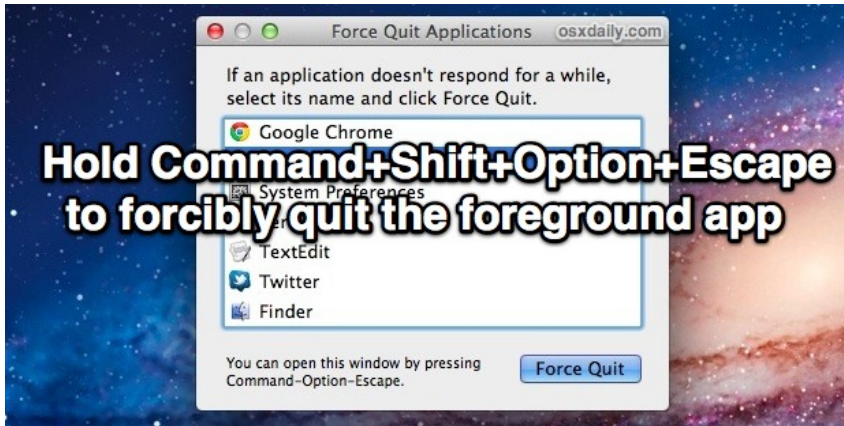 Force Quit Applications
osxdaily.com
If an application doesn't respond for a while,
select its name and click Force Quit.
Google Chrome
Hold Command+Shift+Option+Escape
System Preferences
to forcibly quit the foreground app
TextEdit
Twitter
Finder
You can open this window by pressing
Command-Option-Escape.
Force Quit